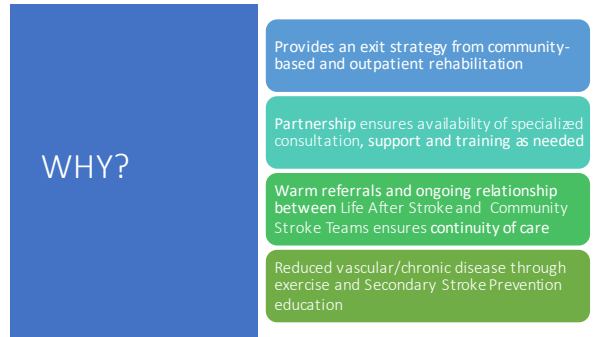 WHY?
Provides an exit strategy from community-
based and outpatient rehabilitation
Partnership ensures availability of specialized
consultation, support and training as needed
Warm referrals and ongoing relationship
between Life After Stroke and Community
Stroke Teams ensures continuity of care
Reduced vascular/chronic disease through
exercise and Secondary Stroke Prevention
education